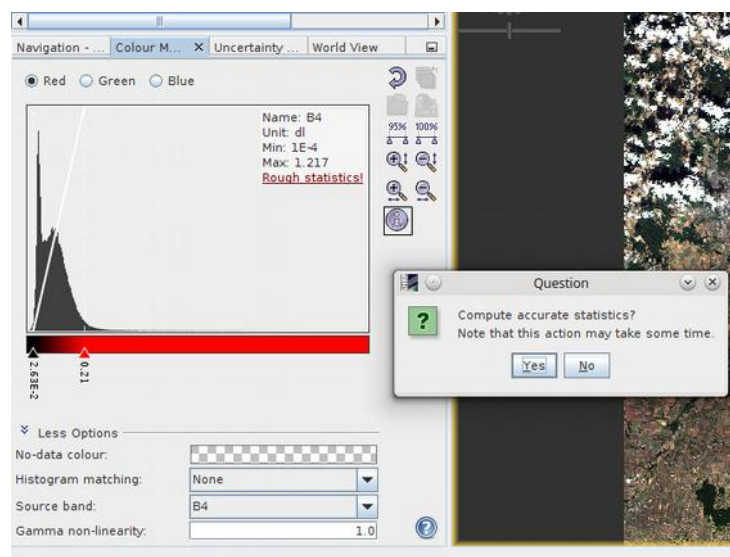 Navigation - ... Colour M... Uncertainty ... World View
Red Green Blue
Name: B4
Unit: dl
Min: 1E-4
Max: 1.217
Rough statistics!
95% 100%
2.63E-2
0.21
Less Options
No-data colour:
Histogram matching: None
Source band: B4
Gamma non-linearity: 1.0
Question
Compute accurate statistics?
Note that this action may take some time.
Yes No